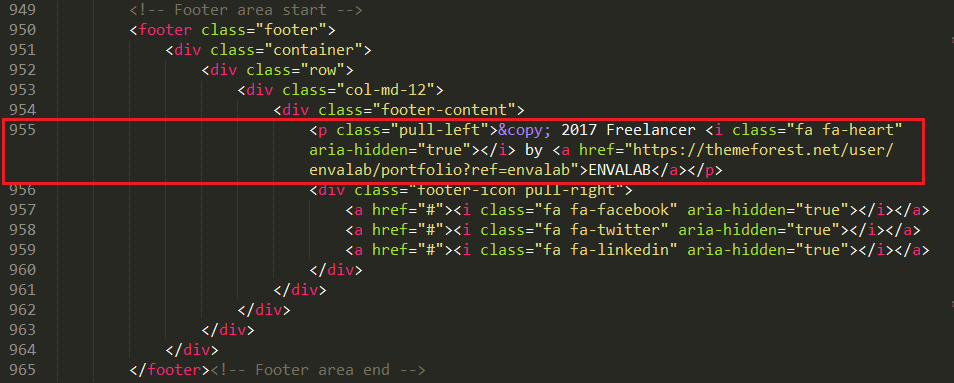 949 <!-- Footer area start -->
950 <footer class="footer">
951 <div class="container">
952 <div class="row">
953 <div class="col-md-12">
954 <div class="footer-content">
955 <p class="pull-left">&copy; 2017 Freelancer <i class="fa fa-heart"
aria-hidden="true"></i> by <a href="https://themeforest.net/user/
envalab/portfolio?ref=envalab">ENVALAB</a></p>
956 <div class="footer-icon pull-right">
957 <a href="#"><i class="fa fa-facebook" aria-hidden="true"></i></a>
958 <a href="#"><i class="fa fa-twitter" aria-hidden="true"></i></a>
959 <a href="#"><i class="fa fa-linkedin" aria-hidden="true"></i></a>
960 </div>
961 </div>
962 </div>
963 </div>
964 </div>
965 </footer><!-- Footer area end -->